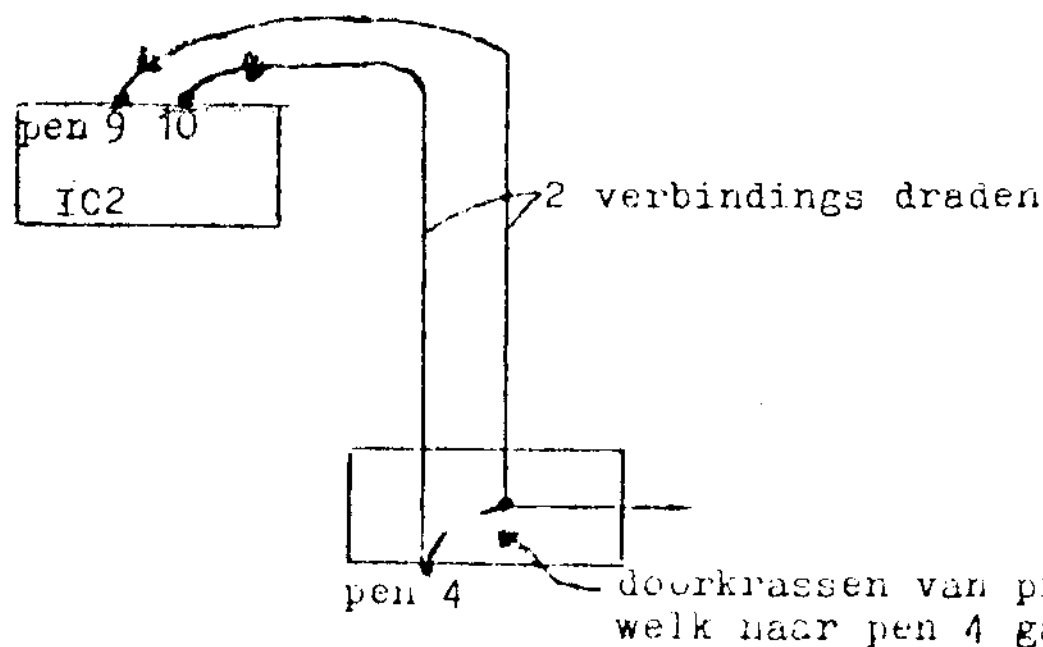 pen 9 10
IC2
2 verbindings draden
pen 4
doorkrassen van
welk naar pen 4